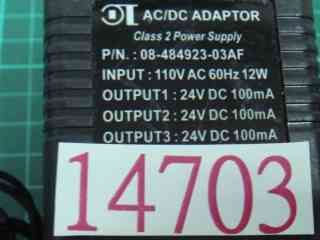 AC/DC ADAPTOR
Class 2 Power Supply
P/N. : 08-484923-03AF
INPUT : 110V AC 60Hz 12W
OUTPUT1 : 24V DC 100mA
OUTPUT2 : 24V DC 100mA
OUTPUT3 : 24V DC 100mA
14703